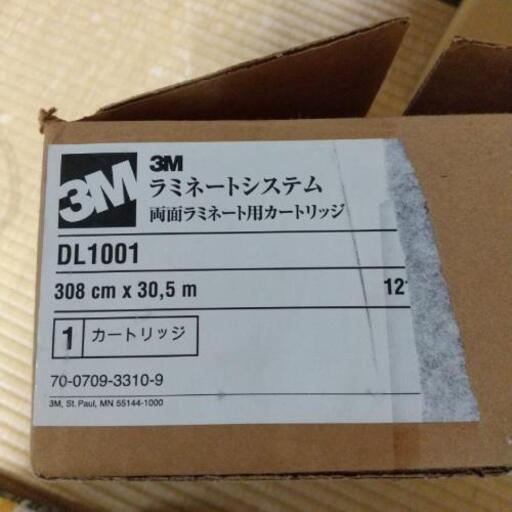 3M
3M
ラミネートシステム
両面ラミネート用カートリッジ
DL1001
308 cm x 30,5 m 12
1 カートリッジ
70-0709-3310-9
3M, St. Paul, MN 55144-1000